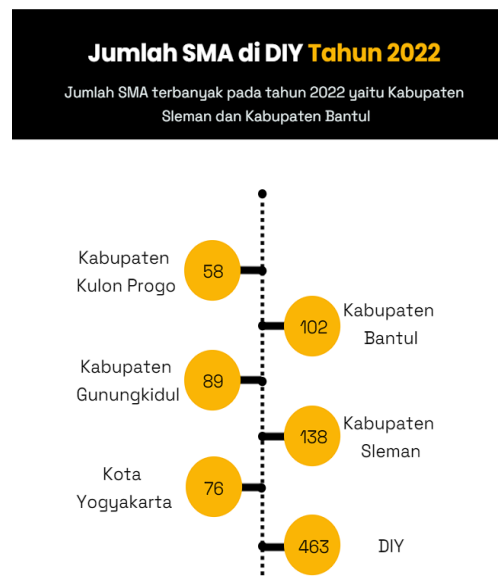 Jumlah SMA di DIY Tahun 2022
Jumlah SMA terbanyak pada tahun 2022 yaitu Kabupaten
Sleman dan Kabupaten Bantul
Kabupaten
Kulon Progo
58
102
Kabupaten
Bantul
Kabupaten
Gunungkidul
89
138
Kabupaten
Sleman
Kota
Yogyakarta
76
463
DIY